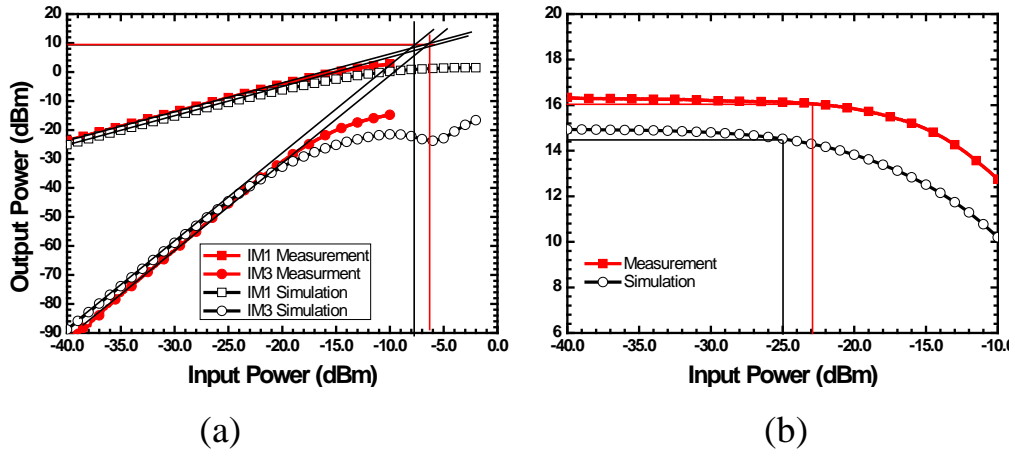 Output Power (dBm)
20
10
0
-10
-20
-30
-40
-50
-60
-70
-80
-90
IM1 Measurement
IM3 Measurment
IM1 Simulation
IM3 Simulation
-40.0 -35.0 -30.0 -25.0 -20.0 -15.0 -10.0 -5.0 0.0
Input Power (dBm)
(a)
20
18
16
14
12
10
8
6
Measurement
Simulation
-40.0 -35.0 -30.0 -25.0 -20.0 -15.0 -10.0
Input Power (dBm)
(b)